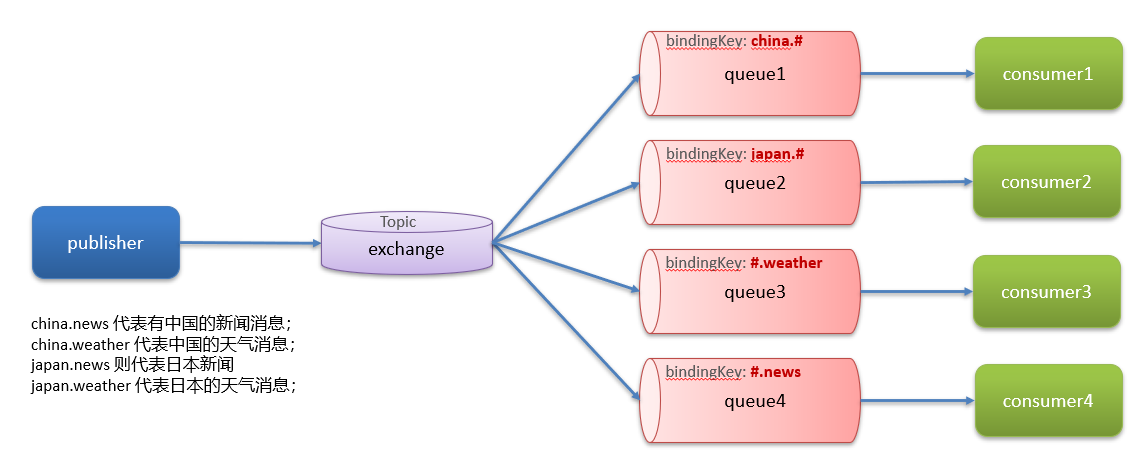 bindingKey: china.#
queue1
consumer1
bindingKey: japan.#
queue2
consumer2
publisher
Topic
exchange
bindingKey: #.weather
queue3
consumer3
china.news 代表有中国的新闻消息；
china.weather 代表中国的天气消息；
japan.news 则代表日本新闻
japan.weather 代表日本的天气消息；
bindingKey: #.news
queue4
consumer4